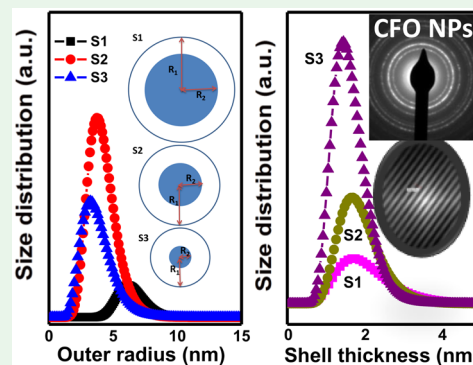 Size distribution (a.u.)
S1
S2
S3
S1
R1
R2
S2
R2
R1
S3
R2
R1
0 5 10 15
Outer radius (nm)
Size distribution (a.u.)
S3
CFO NPs
S2
S1
0 2 4
Shell thickness (nm)